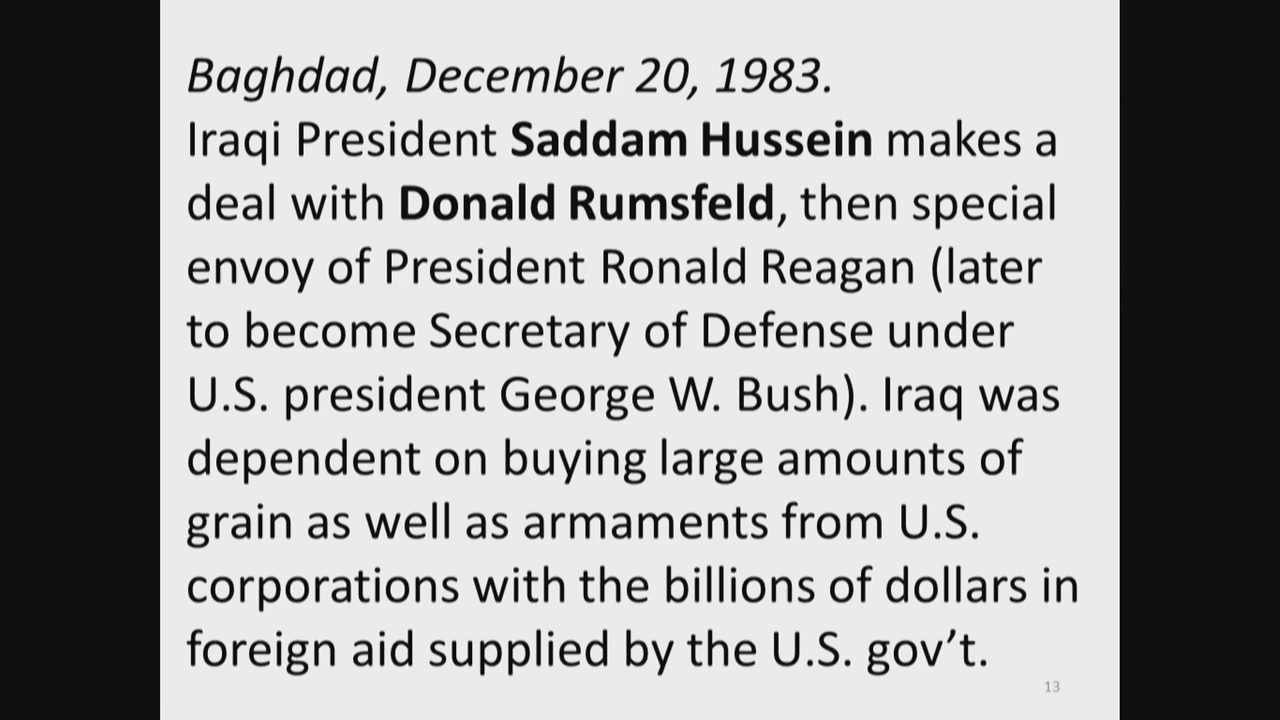 Baghdad, December 20, 1983.
Iraqi President Saddam Hussein makes a
deal with Donald Rumsfeld, then special
envoy of President Ronald Reagan (later
to become Secretary of Defense under
U.S. president George W. Bush). Iraq was
dependent on buying large amounts of
grain as well as armaments from U.S.
corporations with the billions of dollars in
foreign aid supplied by the U.S. gov’t.
13